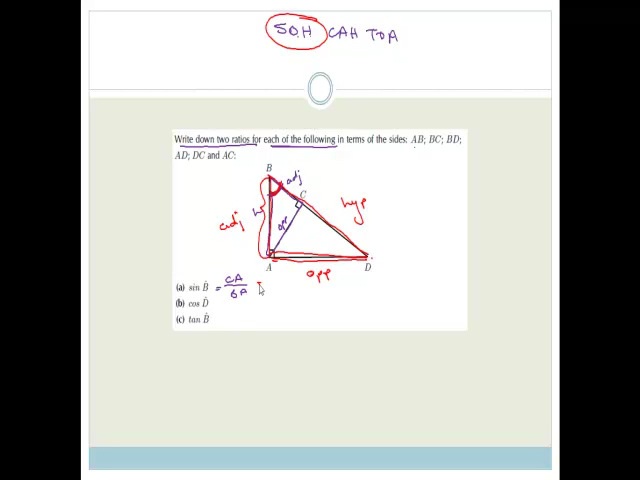 SOH CAH TOA
Write down two ratios for each of the following in terms of the sides: AB; BC; BD;
AD; DC and AC:
B
adj
C
hyp
h
opp
adj
A
D
opp
(a) sin B̂ = CA/BA
(b) cos D̂
(c) tan B̂